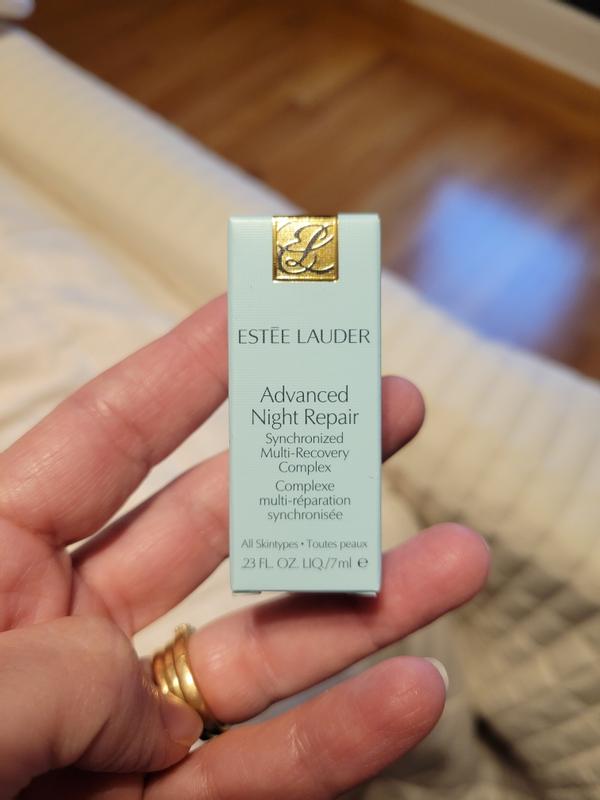 EL
ESTĒE LAUDER
Advanced
Night Repair
Synchronized
Multi-Recovery
Complex
Complexe
multi-réparation
synchronisée
All Skintypes • Toutes peaux
.23 FL. OZ. LIQ./7ml ℮